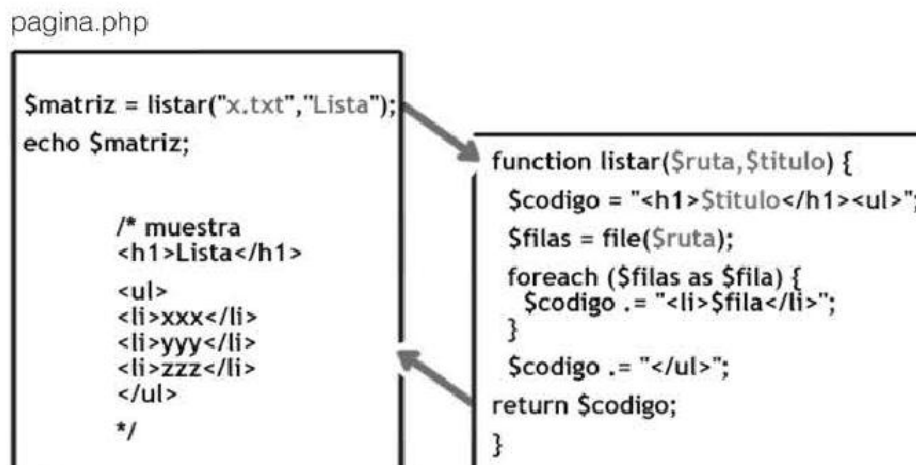 pagina.php
$matriz = listar("x.txt","Lista");
echo $matriz;
/* muestra
<h1>Lista</h1>
<ul>
<li>xxx</li>
<li>yyy</li>
<li>zzz</li>
</ul>
*/
function listar($ruta,$titulo) {
$codigo = "<h1>$titulo</h1><ul>";
$filas = file($ruta);
foreach ($filas as $fila) {
$codigo .= "<li>$fila</li>";
}
$codigo .= "</ul>";
return $codigo;
}